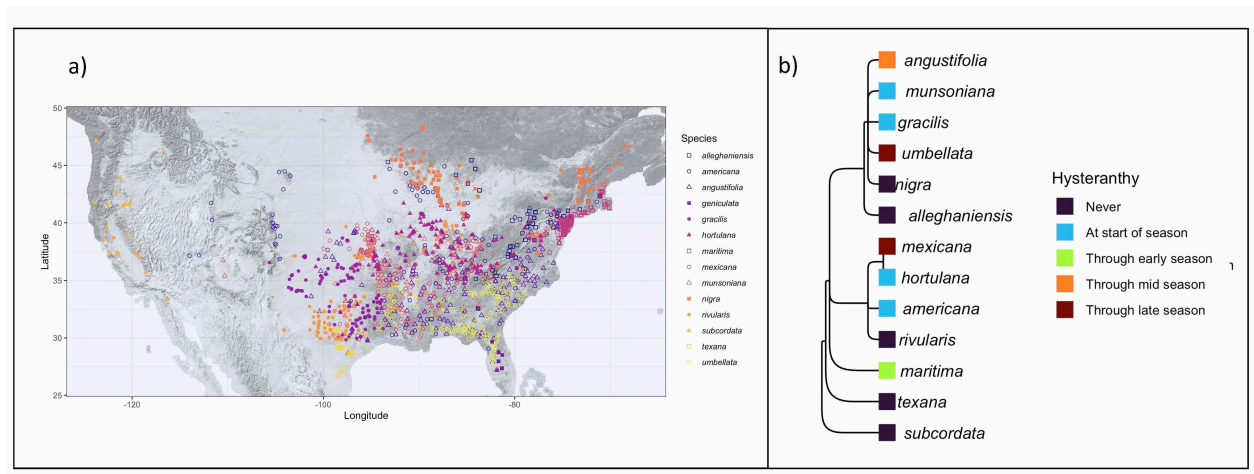 a)
50
45
40
35
30
25
Latitude
-120
-100
-80
Longitude
Species
alleghaniensis
americana
angustifolia
geniculata
gracilis
hortulana
maritima
mexicana
munsoniana
nigra
rivularis
subcordata
texana
umbellata
b)
angustifolia
munsoniana
gracilis
umbellata
nigra
alleghaniensis
mexicana
hortulana
americana
rivularis
maritima
texana
subcordata
Hysteranthy
Never
At start of season
Through early season
Through mid season
Through late season